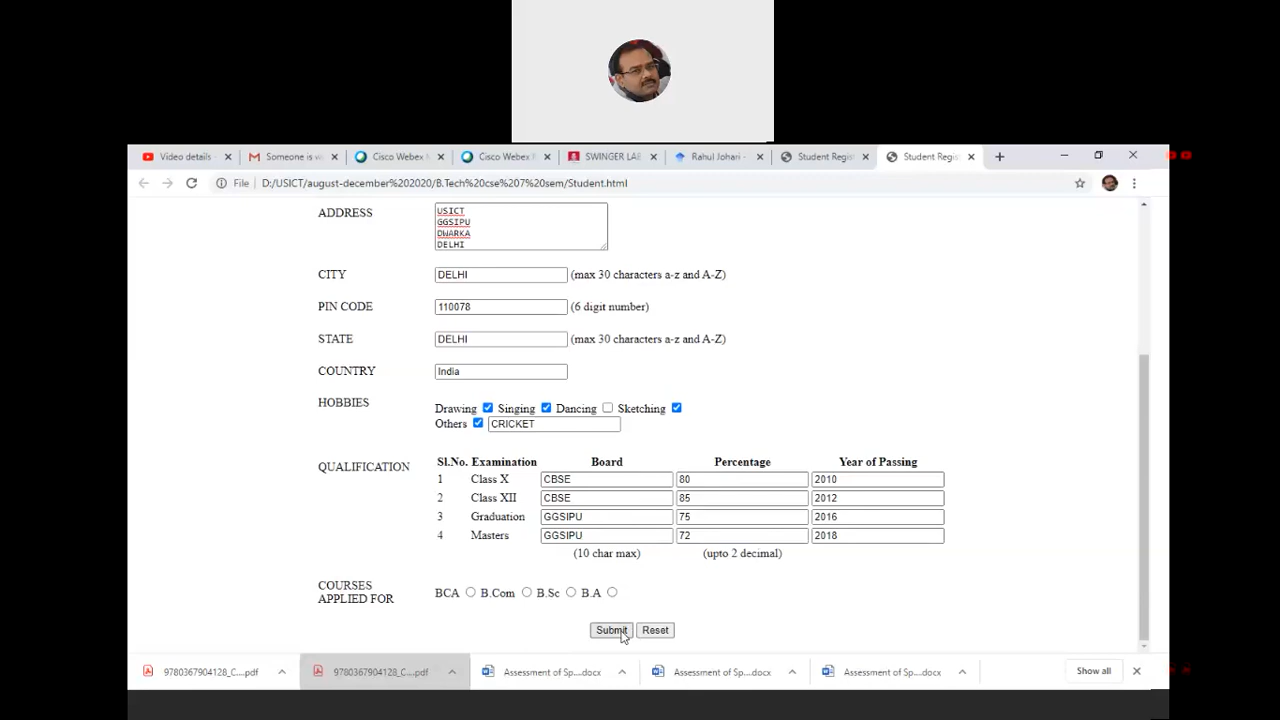 Video details - Someone is w Cisco Webex M Cisco Webex SWINGER LAB Rahul Johari - Student Regis Student Regis
File D:/USICT/august-december%202020/B.Tech%20cse%207%20sem/Student.html
ADDRESS
USICT
GGSIPU
DWARKA
DELHI
CITY DELHI (max 30 characters a-z and A-Z)
PIN CODE 110078 (6 digit number)
STATE DELHI (max 30 characters a-z and A-Z)
COUNTRY India
HOBBIES
Drawing Singing Dancing Sketching
Others CRICKET
QUALIFICATION
Sl.No. Examination Board Percentage Year of Passing
1 Class X CBSE 80 2010
2 Class XII CBSE 85 2012
3 Graduation GGSIPU 75 2016
4 Masters GGSIPU 72 2018
(10 char max) (upto 2 decimal)
COURSES
APPLIED FOR
BCA B.Com B.Sc B.A
Submit Reset
9780367904128_C....pdf 9780367904128_C....pdf Assessment of Sp....docx Assessment of Sp....docx Assessment of Sp....docx Show all